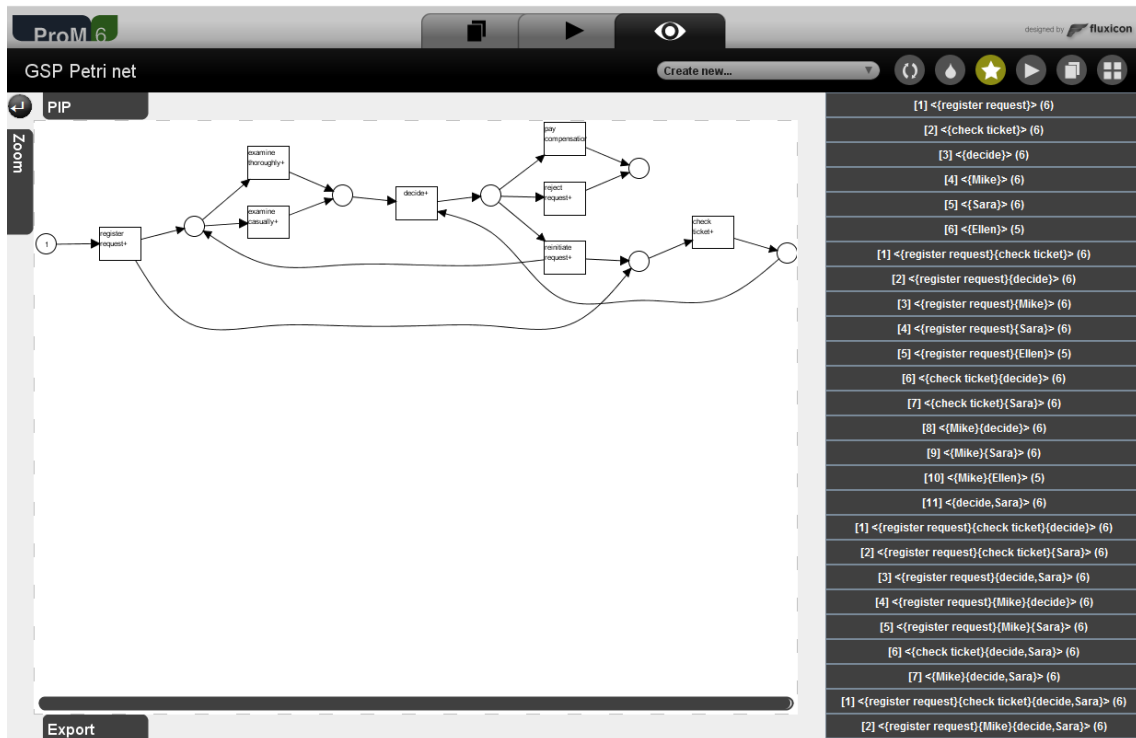 ProM 6
designed by fluxicon
GSP Petri net
Create new...
PIP
Zoom
pay
compensation
examine
thoroughly+
decide+
reject
request+
examine
casually+
register
request+
check
ticket+
reinitiate
request+
1
Export
[1] <{register request}> (6)
[2] <{check ticket}> (6)
[3] <{decide}> (6)
[4] <{Mike}> (6)
[5] <{Sara}> (6)
[6] <{Ellen}> (5)
[1] <{register request}{check ticket}> (6)
[2] <{register request}{decide}> (6)
[3] <{register request}{Mike}> (6)
[4] <{register request}{Sara}> (6)
[5] <{register request}{Ellen}> (5)
[6] <{check ticket}{decide}> (6)
[7] <{check ticket}{Sara}> (6)
[8] <{Mike}{decide}> (6)
[9] <{Mike}{Sara}> (6)
[10] <{Mike}{Ellen}> (5)
[11] <{decide,Sara}> (6)
[1] <{register request}{check ticket}{decide}> (6)
[2] <{register request}{check ticket}{Sara}> (6)
[3] <{register request}{decide,Sara}> (6)
[4] <{register request}{Mike}{decide}> (6)
[5] <{register request}{Mike}{Sara}> (6)
[6] <{check ticket}{decide,Sara}> (6)
[7] <{Mike}{decide,Sara}> (6)
[1] <{register request}{check ticket}{decide,Sara}> (6)
[2] <{register request}{Mike}{decide,Sara}> (6)